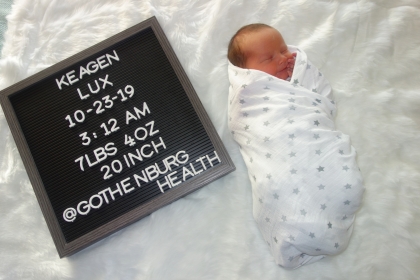 KEAGEN
LUX
10-23-19
3:12 AM
7LBS 4OZ
20 INCH
@GOTHENBURG
HEALTH